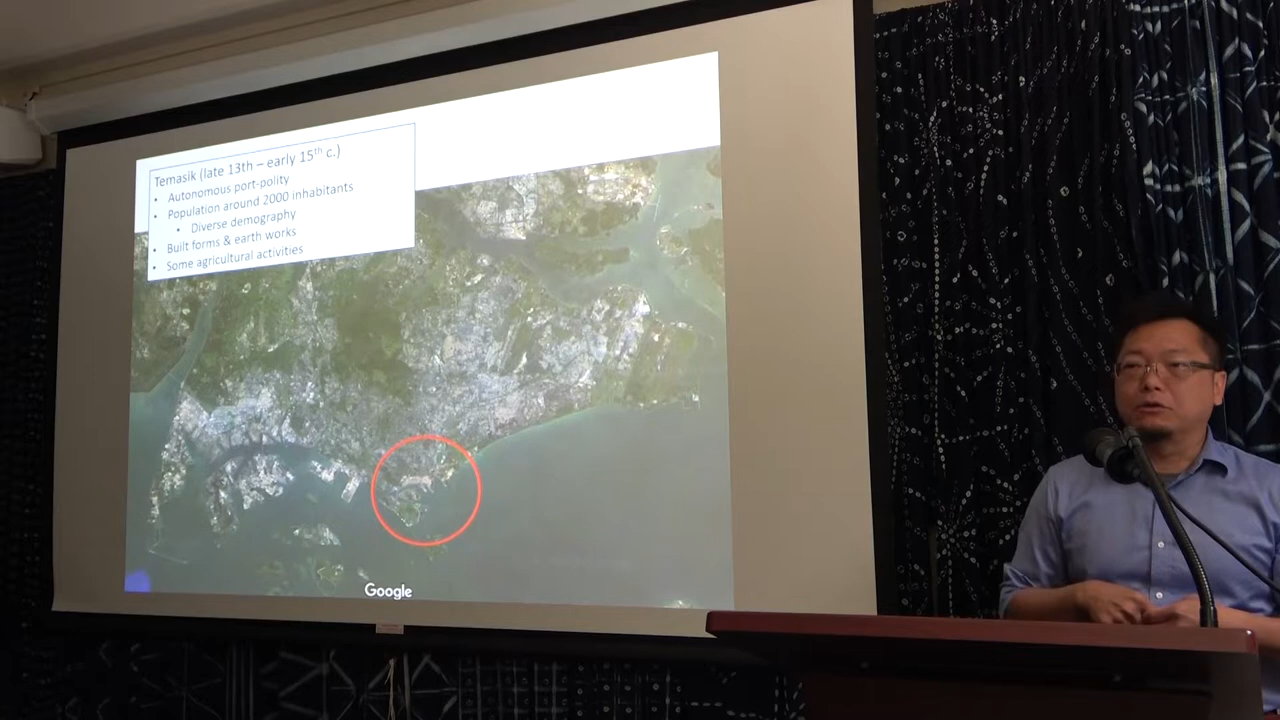 Temasik (late 13th – early 15th c.)
• Autonomous port-polity
• Population around 2000 inhabitants
• Diverse demography
• Built forms & earth works
• Some agricultural activities
Google